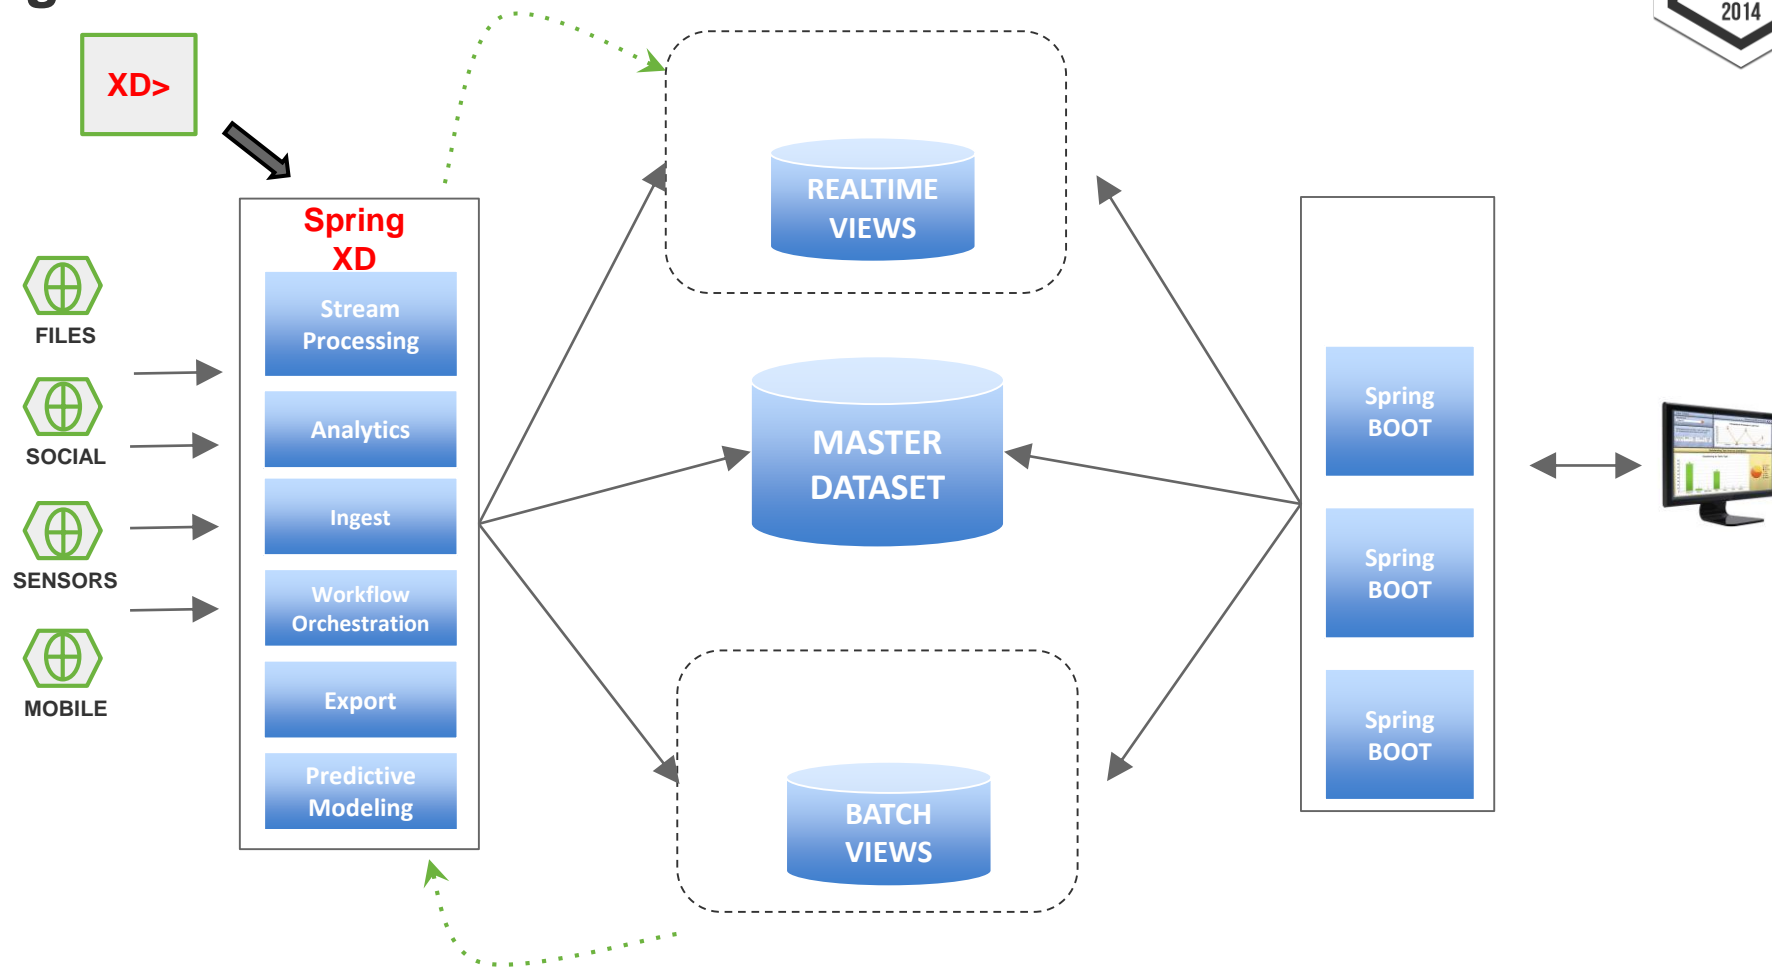 g
2014
XD>
Spring
XD
Stream
Processing
Analytics
Ingest
Workflow
Orchestration
Export
Predictive
Modeling
FILES
SOCIAL
SENSORS
MOBILE
REALTIME
VIEWS
MASTER
DATASET
BATCH
VIEWS
Spring
BOOT
Spring
BOOT
Spring
BOOT